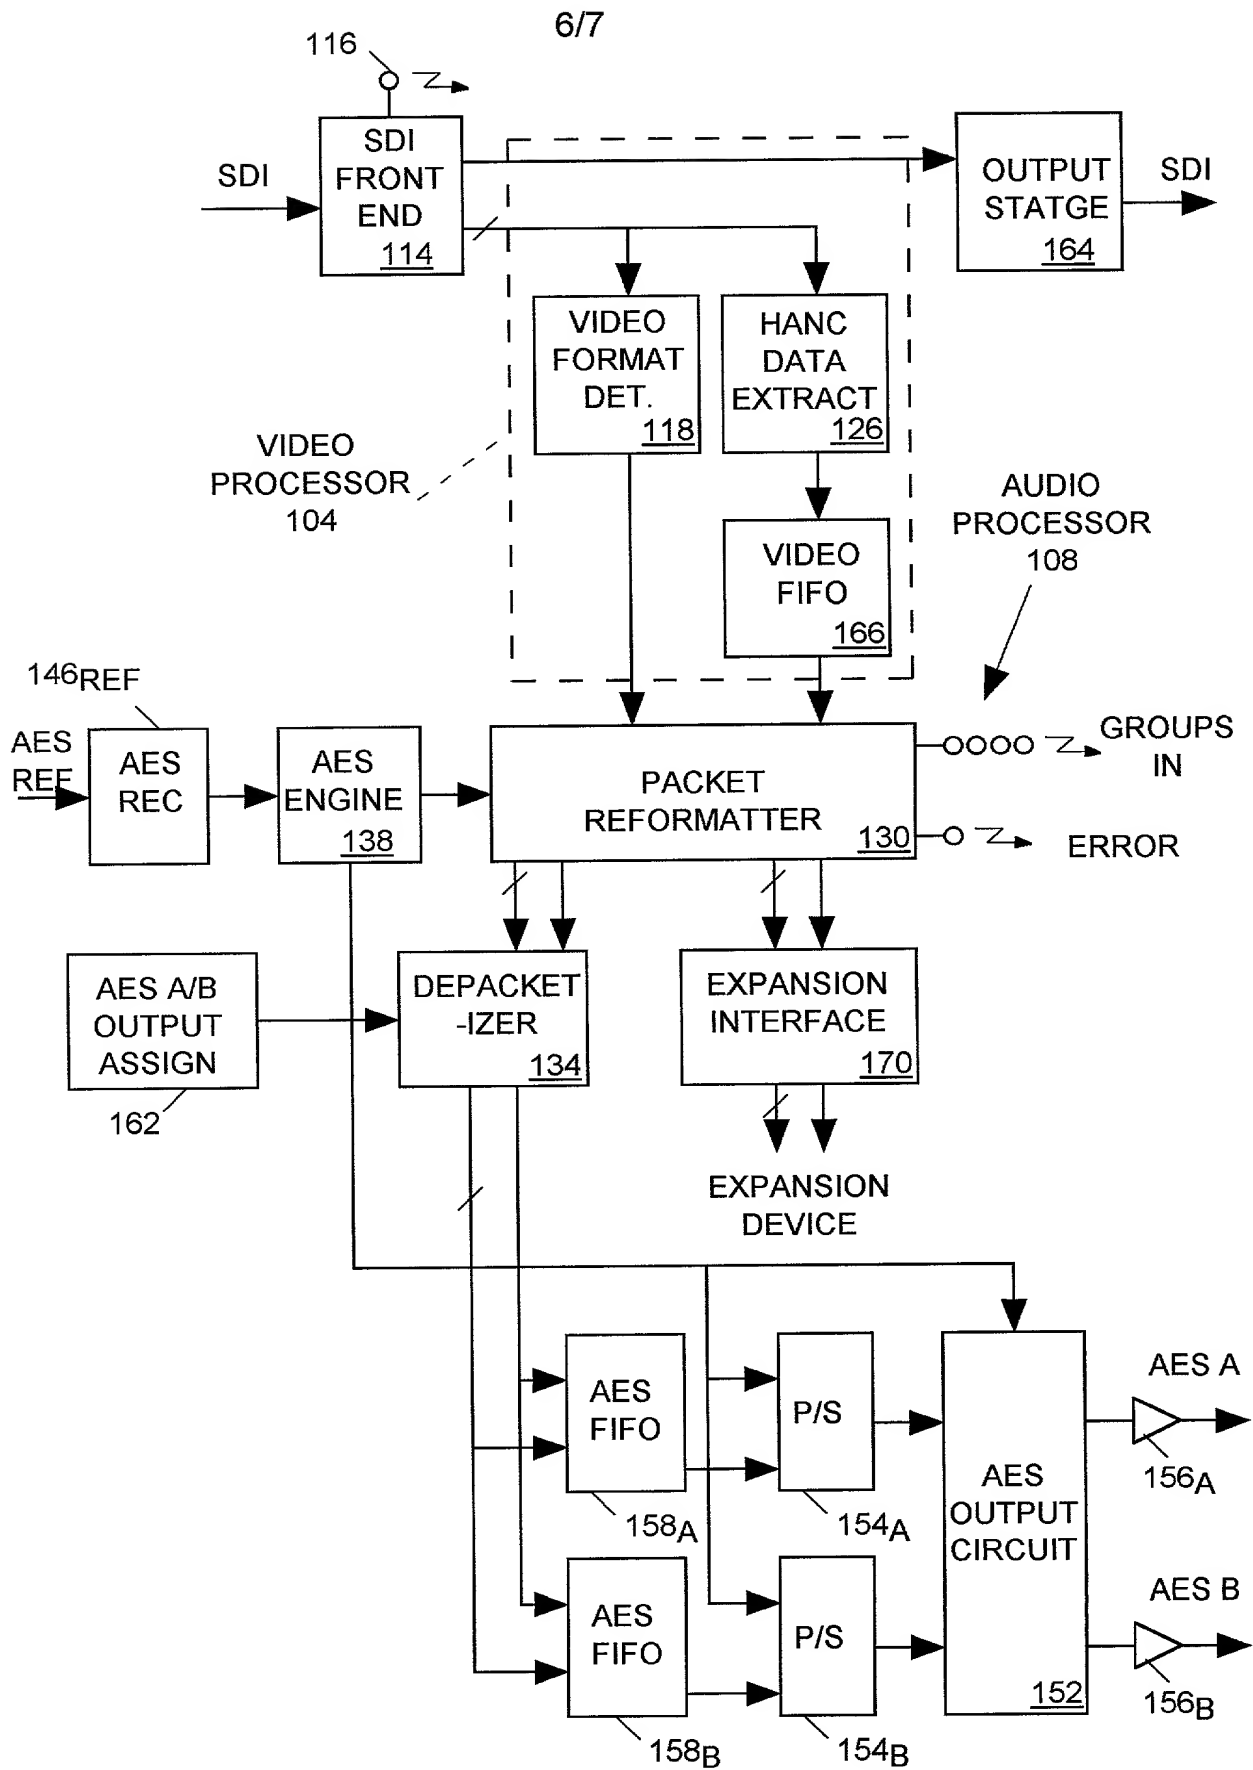 6/7
116
SDI
FRONT
END
114
SDI
OUTPUT
STATGE
164
SDI
VIDEO
FORMAT
DET.
118
HANC
DATA
EXTRACT
126
VIDEO
PROCESSOR
104
VIDEO
FIFO
166
AUDIO
PROCESSOR
108
146REF
AES
REF
AES
REC
AES
ENGINE
138
PACKET
REFORMATTER
130
GROUPS
IN
ERROR
AES A/B
OUTPUT
ASSIGN
162
DEPACKET
-IZER
134
EXPANSION
INTERFACE
170
EXPANSION
DEVICE
AES
FIFO
158A
P/S
154A
AES
OUTPUT
CIRCUIT
152
AES A
156A
AES
FIFO
158B
P/S
154B
AES B
156B